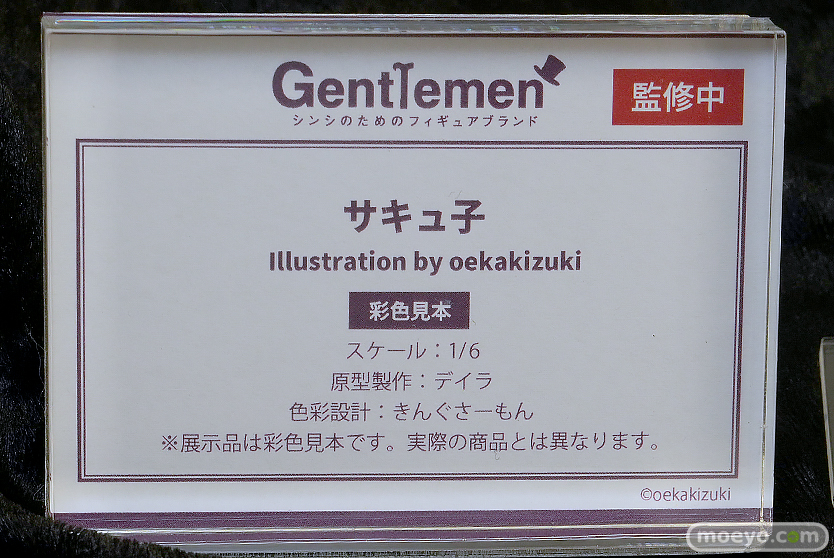 Gentlemen
シンシのためのフィギュアブランド
監修中
サキュ子
Illustration by oekakizuki
彩色見本
スケール：1/6
原型製作：デイラ
色彩設計：きんぐさーもん
※展示品は彩色見本です。実際の商品とは異なります。
©oekakizuki
moeyo.com